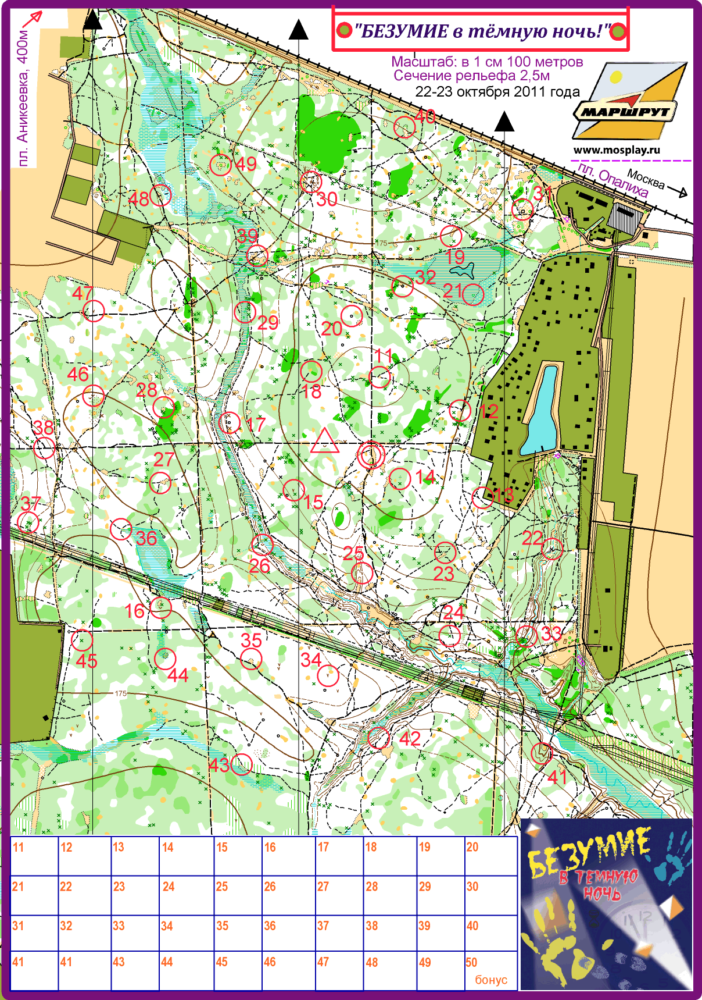 "БЕЗУМИЕ в тёмную ночь!"
Масштаб: в 1 см 100 метров
Сечение рельефа 2,5м
22-23 октября 2011 года
МАРШРУТ
www.mosplay.ru
пл. Аникеевка, 400м
пл. Опалиха
Москва
40
49
48
30
31
39
19
175
32
21
47
20
29
11
46
18
28
12
38
17
27
14
15
13
37
36
22
25
26
23
16
24
33
35
34
45
44
175
42
43
41
11 12 13 14 15 16 17 18 19 20
21 22 23 24 25 26 27 28 29 30
31 32 33 34 35 36 37 38 39 40
41 41 43 44 45 46 47 48 49 50
бонус
БЕЗУМИЕ
В ТЕМНУЮ
НОЧЬ
11 12